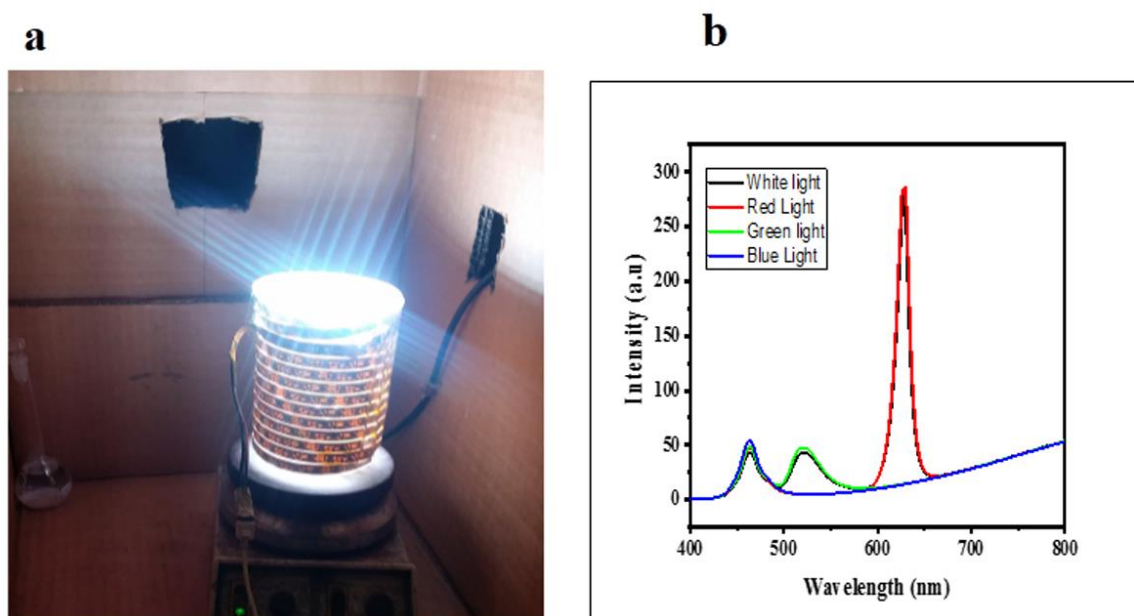 a
b
White light
Red Light
Green light
Blue Light
Intensity (a.u)
300
250
200
150
100
50
0
400
500
600
700
800
Wavelength (nm)